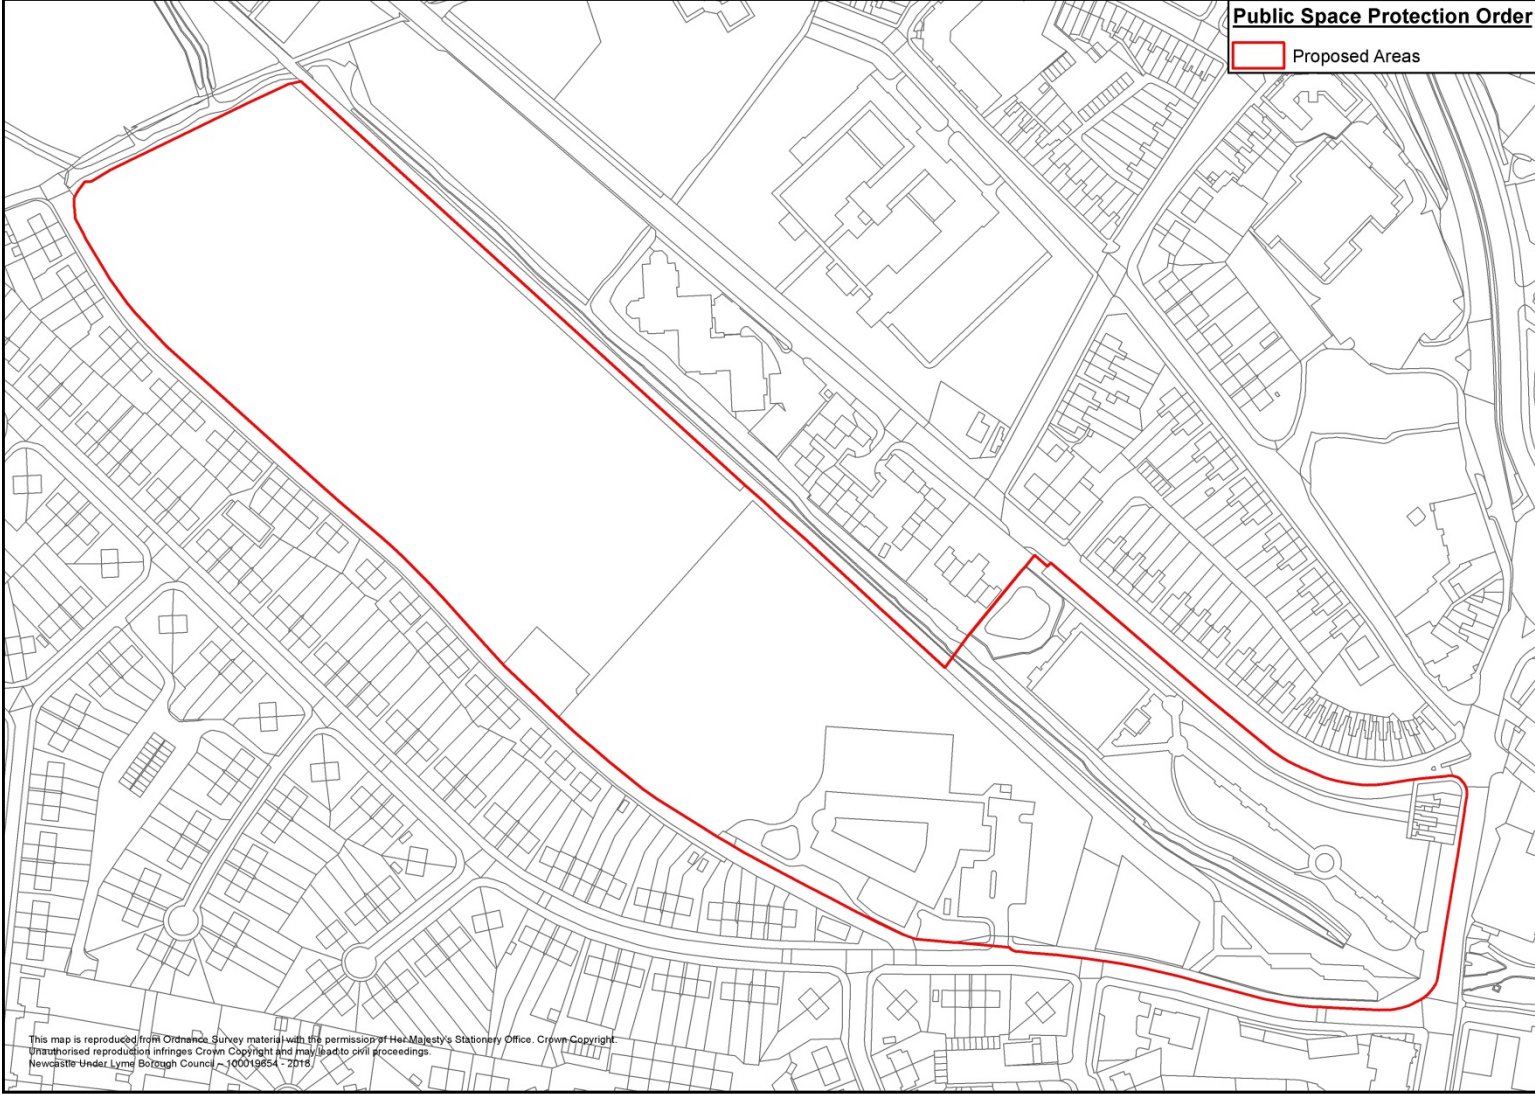 Public Space Protection Order
Proposed Areas
This map is reproduced from Ordnance Survey material with the permission of Her Majesty's Stationery Office. Crown Copyright.
Unauthorised reproduction infringes Crown Copyright and may lead to civil proceedings.
Newcastle Under Lyme Borough Council - 100019654 - 2018.